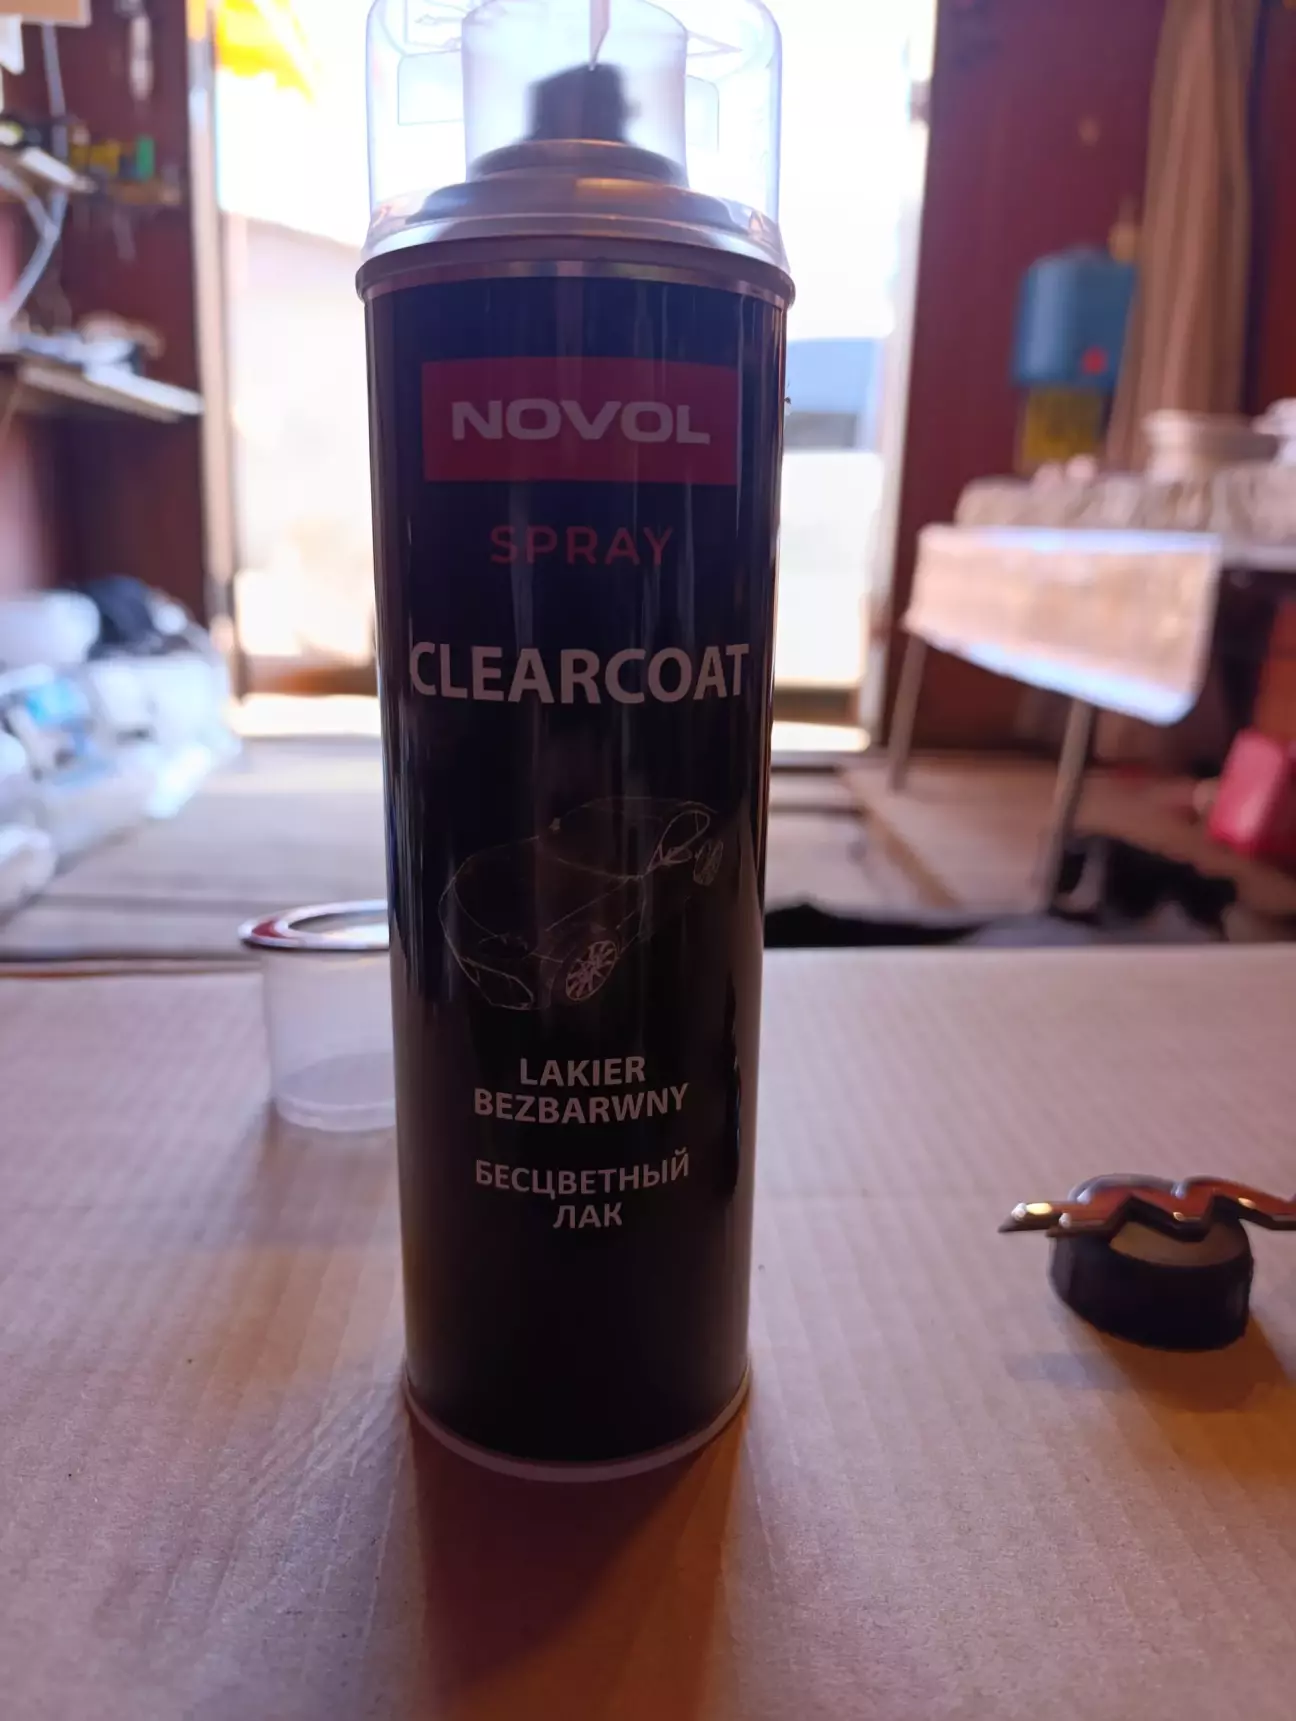 NOVOL
SPRAY
CLEARCOAT
LAKIER
BEZBARWNY
БЕСЦВЕТНЫЙ
ЛАК